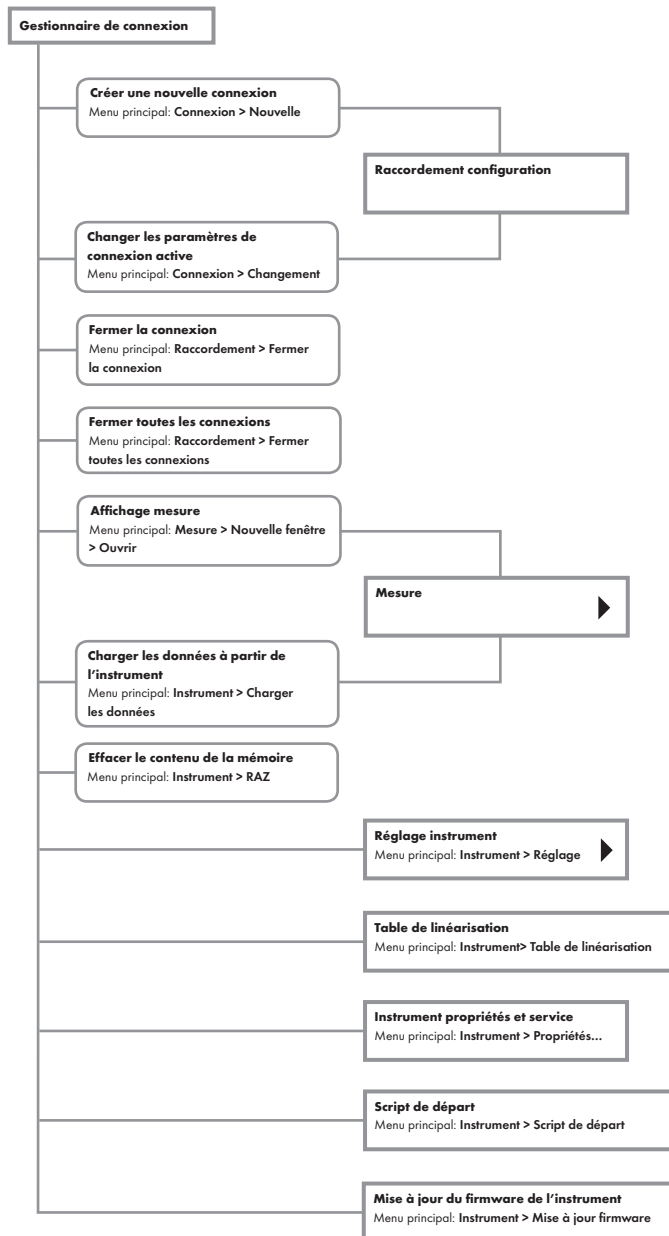 Gestionnaire de connexion
Créer une nouvelle connexion
Menu principal: Connexion > Nouvelle
Raccordement configuration
Changer les paramètres de
connexion active
Menu principal: Connexion > Changement
Fermer la connexion
Menu principal: Raccordement > Fermer
la connexion
Fermer toutes les connexions
Menu principal: Raccordement > Fermer
toutes les connexions
Affichage mesure
Menu principal: Mesure > Nouvelle fenêtre
> Ouvrir
Mesure
Charger les données à partir de
l'instrument
Menu principal: Instrument > Charger
les données
Effacer le contenu de la mémoire
Menu principal: Instrument > RAZ
Réglage instrument
Menu principal: Instrument > Réglage
Table de linéarisation
Menu principal: Instrument> Table de linéarisation
Instrument propriétés et service
Menu principal: Instrument > Propriétés...
Script de départ
Menu principal: Instrument > Script de départ
Mise à jour du firmware de l'instrument
Menu principal: Instrument > Mise à jour firmware